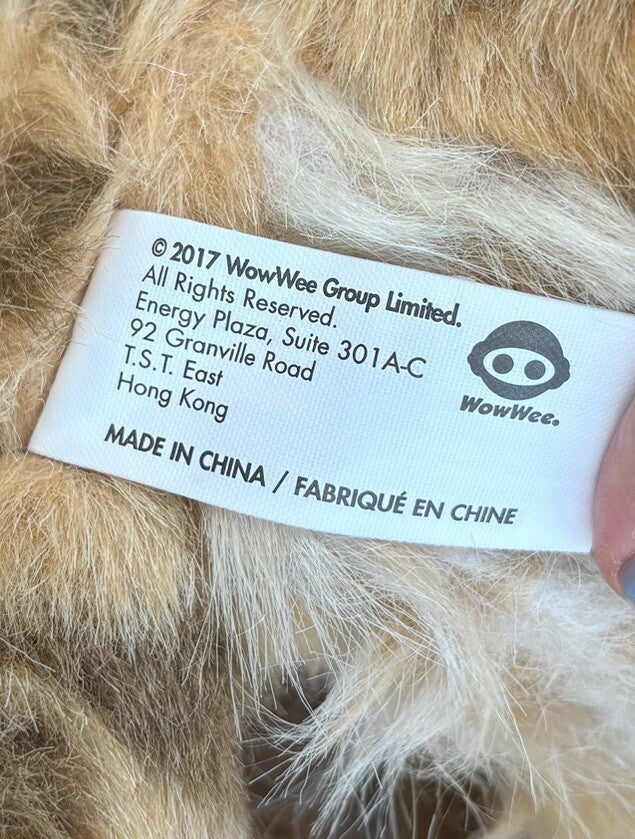 © 2017 WowWee Group Limited.
All Rights Reserved.
Energy Plaza, Suite 301A-C
92 Granville Road
T.S.T. East
Hong Kong
WowWee®
MADE IN CHINA / FABRIQUÉ EN CHINE